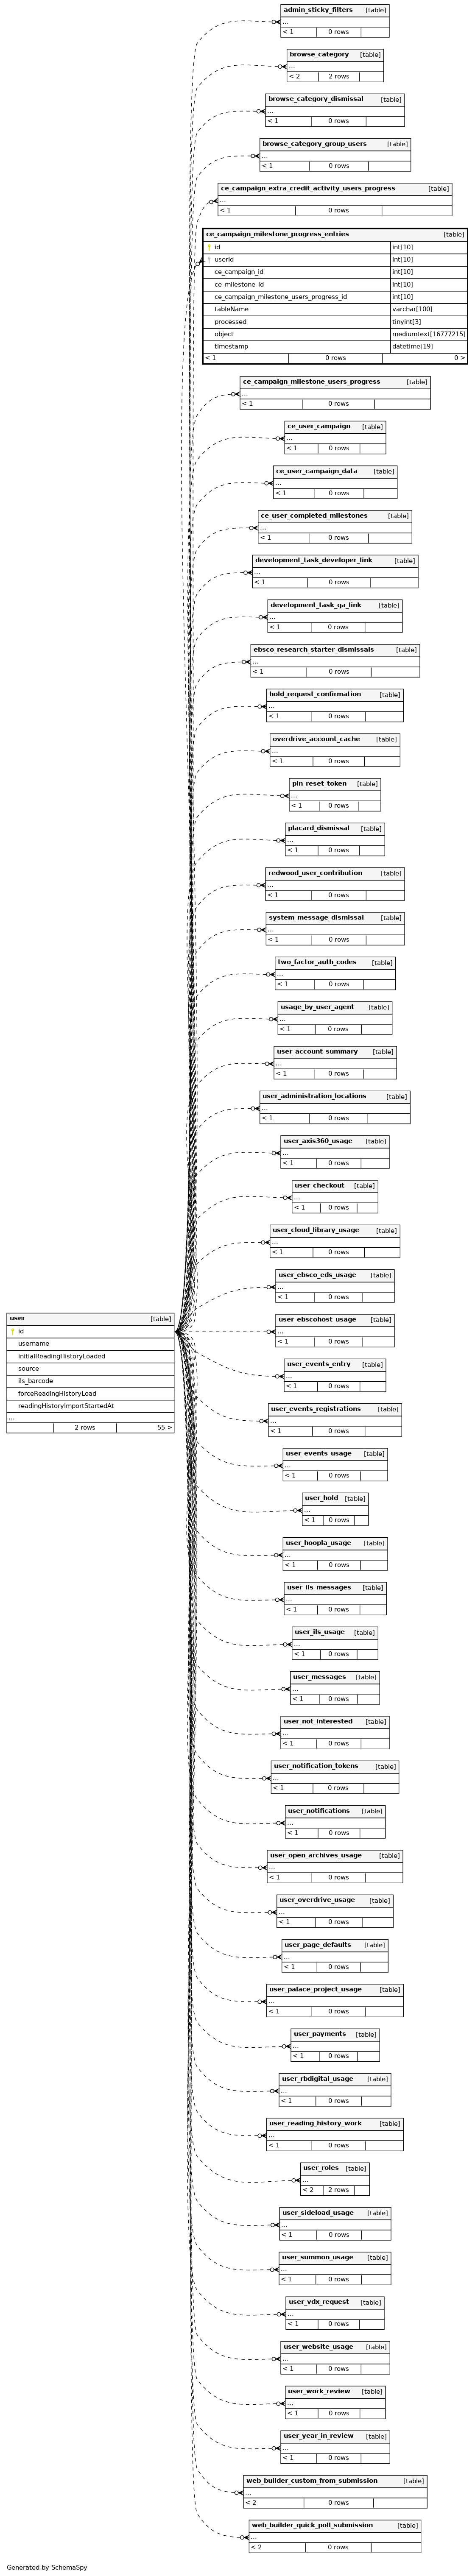 admin_sticky_filters [table]
...
< 1 0 rows
browse_category [table]
...
< 2 2 rows
browse_category_dismissal [table]
...
< 1 0 rows
browse_category_group_users [table]
...
< 1 0 rows
ce_campaign_extra_credit_activity_users_progress [table]
...
< 1 0 rows
ce_campaign_milestone_progress_entries [table]
id int[10]
userId int[10]
ce_campaign_id int[10]
ce_milestone_id int[10]
ce_campaign_milestone_users_progress_id int[10]
tableName varchar[100]
processed tinyint[3]
object mediumtext[16777215]
timestamp datetime[19]
< 1 0 rows 0 >
ce_campaign_milestone_users_progress [table]
...
< 1 0 rows
ce_user_campaign [table]
...
< 1 0 rows
ce_user_campaign_data [table]
...
< 1 0 rows
ce_user_completed_milestones [table]
...
< 1 0 rows
development_task_developer_link [table]
...
< 1 0 rows
development_task_qa_link [table]
...
< 1 0 rows
ebsco_research_starter_dismissals [table]
...
< 1 0 rows
hold_request_confirmation [table]
...
< 1 0 rows
overdrive_account_cache [table]
...
< 1 0 rows
pin_reset_token [table]
...
< 1 0 rows
placard_dismissal [table]
...
< 1 0 rows
redwood_user_contribution [table]
...
< 1 0 rows
system_message_dismissal [table]
...
< 1 0 rows
two_factor_auth_codes [table]
...
< 1 0 rows
usage_by_user_agent [table]
...
< 1 0 rows
user_account_summary [table]
...
< 1 0 rows
user_administration_locations [table]
...
< 1 0 rows
user_axis360_usage [table]
...
< 1 0 rows
user_checkout [table]
...
< 1 0 rows
user_cloud_library_usage [table]
...
< 1 0 rows
user_ebsco_eds_usage [table]
...
< 1 0 rows
user [table]
id
username
initialReadingHistoryLoaded
source
ils_barcode
forceReadingHistoryLoad
readingHistoryImportStartedAt
...
2 rows 55 >
user_ebscohost_usage [table]
...
< 1 0 rows
user_events_entry [table]
...
< 1 0 rows
user_events_registrations [table]
...
< 1 0 rows
user_events_usage [table]
...
< 1 0 rows
user_hold [table]
...
< 1 0 rows
user_hoopla_usage [table]
...
< 1 0 rows
user_ils_messages [table]
...
< 1 0 rows
user_ils_usage [table]
...
< 1 0 rows
user_messages [table]
...
< 1 0 rows
user_not_interested [table]
...
< 1 0 rows
user_notification_tokens [table]
...
< 1 0 rows
user_notifications [table]
...
< 1 0 rows
user_open_archives_usage [table]
...
< 1 0 rows
user_overdrive_usage [table]
...
< 1 0 rows
user_page_defaults [table]
...
< 1 0 rows
user_palace_project_usage [table]
...
< 1 0 rows
user_payments [table]
...
< 1 0 rows
user_rbdigital_usage [table]
...
< 1 0 rows
user_reading_history_work [table]
...
< 1 0 rows
user_roles [table]
...
< 2 2 rows
user_sideload_usage [table]
...
< 1 0 rows
user_summon_usage [table]
...
< 1 0 rows
user_vdx_request [table]
...
< 1 0 rows
user_website_usage [table]
...
< 1 0 rows
user_work_review [table]
...
< 1 0 rows
user_year_in_review [table]
...
< 1 0 rows
web_builder_custom_from_submission [table]
...
< 2 0 rows
web_builder_quick_poll_submission [table]
...
< 2 0 rows
Generated by SchemaSpy